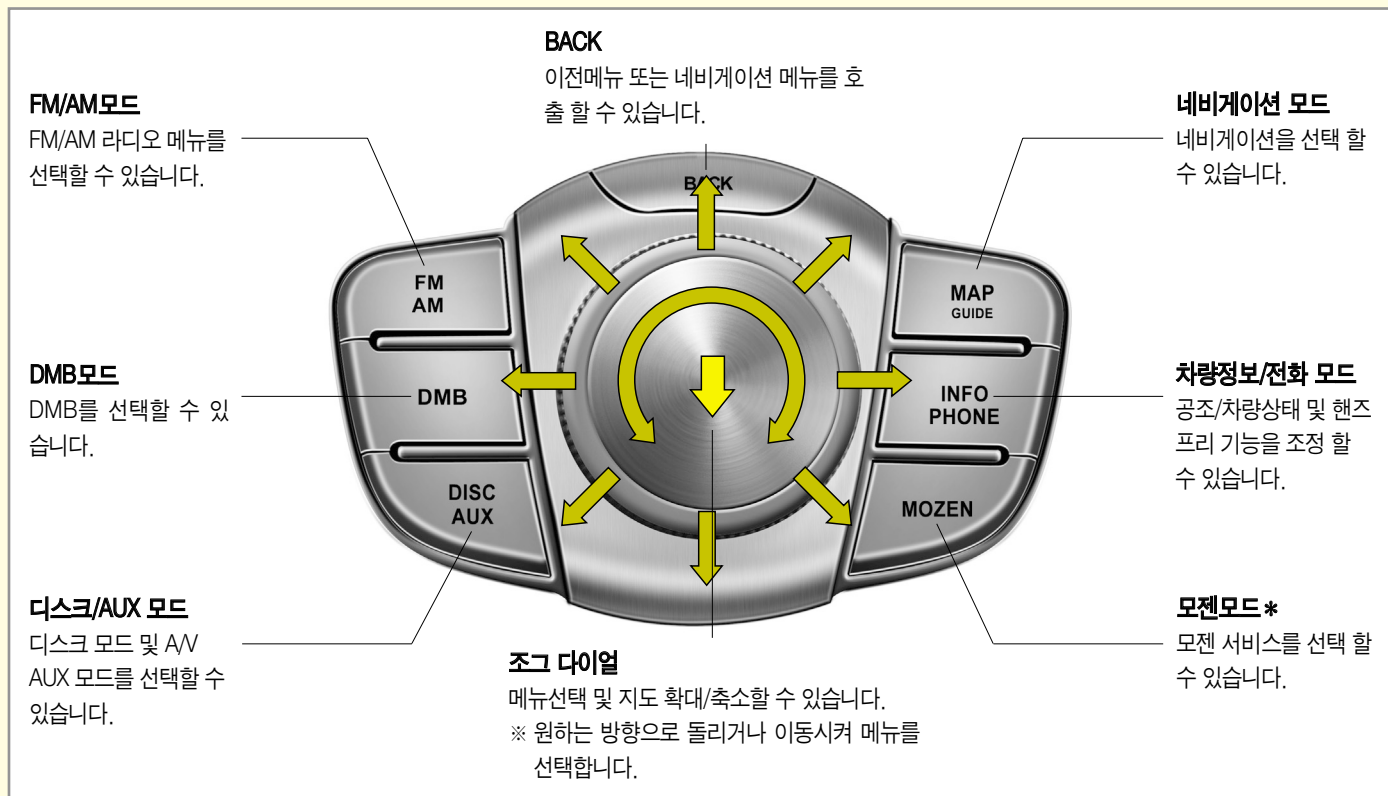 BACK
이전메뉴 또는 네비게이션 메뉴를 호
출 할 수 있습니다.
FM/AM모드
FM/AM 라디오 메뉴를
선택할 수 있습니다.
네비게이션 모드
네비게이션을 선택 할
수 있습니다.
BACK
FM
AM
MAP
GUIDE
DMB모드
DMB를 선택할 수 있
습니다.
DMB
INFO
PHONE
차량정보/전화 모드
공조/차량상태 및 핸즈
프리 기능을 조정 할
수 있습니다.
DISC
AUX
MOZEN
디스크/AUX 모드
디스크 모드 및 A/V
AUX 모드를 선택할 수
있습니다.
조그 다이얼
메뉴선택 및 지도 확대/축소할 수 있습니다.
※ 원하는 방향으로 돌리거나 이동시켜 메뉴를
선택합니다.
모젠모드*
모젠 서비스를 선택 할
수 있습니다.